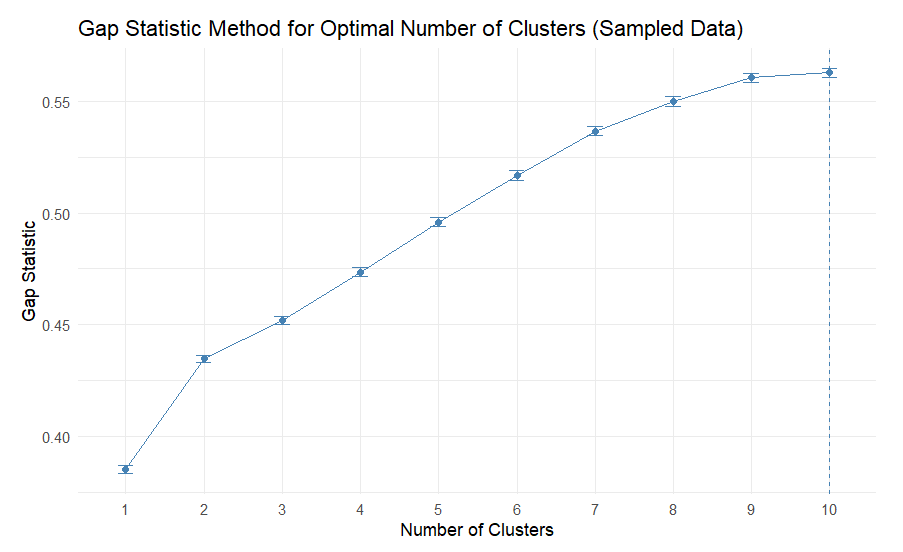 Gap Statistic Method for Optimal Number of Clusters (Sampled Data)
0.55
0.50
0.45
0.40
Gap Statistic
1 2 3 4 5 6 7 8 9 10
Number of Clusters